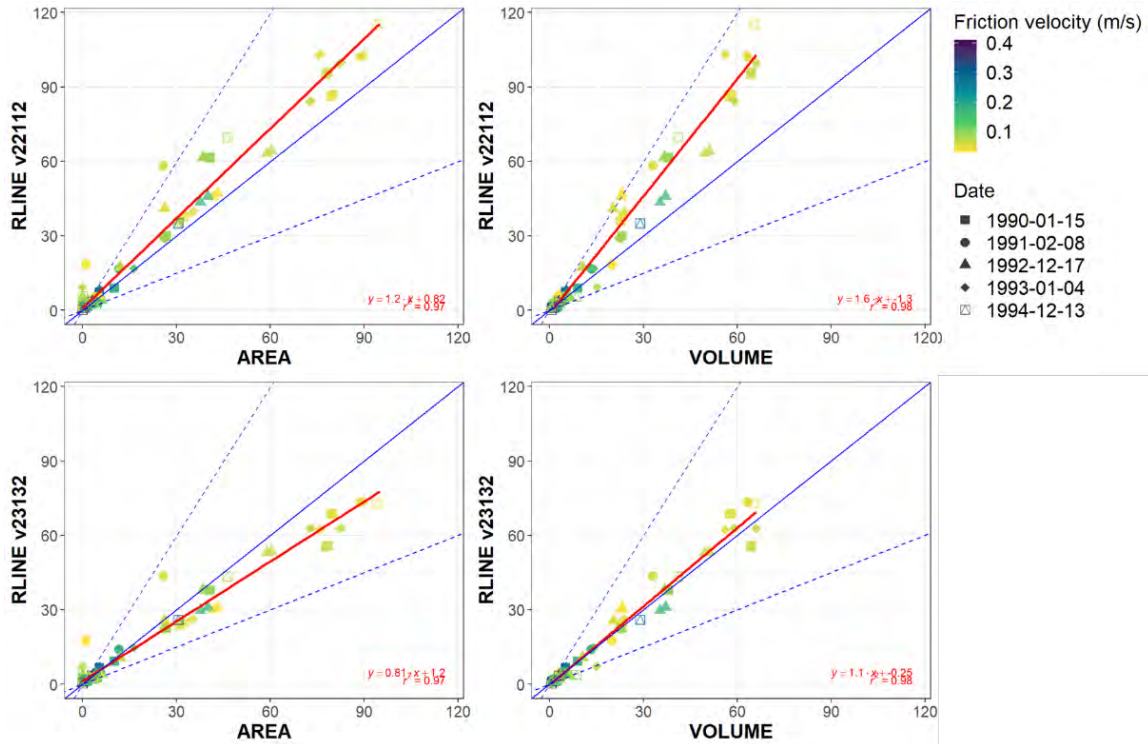 RLINE v22112
120
90
60
30
0
0 30 60 90 120
AREA
y = 1.2 · x + 0.82
r² = 0.97
RLINE v22112
120
90
60
30
0
0 30 60 90 120
VOLUME
y = 1.6 · x + -1.3
r² = 0.98
Friction velocity (m/s)
0.4
0.3
0.2
0.1
Date
1990-01-15
1991-02-08
1992-12-17
1993-01-04
1994-12-13
RLINE v23132
120
90
60
30
0
0 30 60 90 120
AREA
y = 0.81 · x + 1.2
r² = 0.97
RLINE v23132
120
90
60
30
0
0 30 60 90 120
VOLUME
y = 1.1 · x + -0.25
r² = 0.98